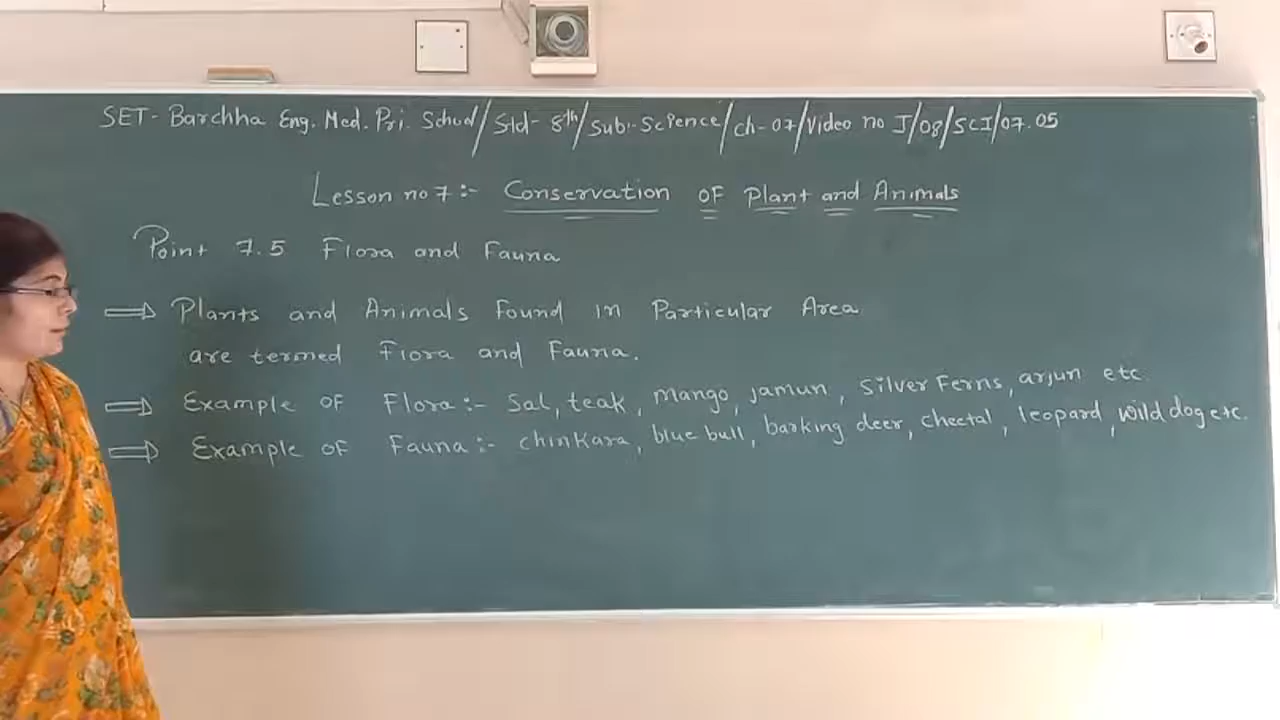 SET- Barchha Eng. Med. Pri. School/Std- 8th/Sub:-Science/ch-07/Video no I/08/SCI/07.05
Lesson no 7:- Conservation of Plant and Animals
Point 7.5 Flora and Fauna
⇒ Plants and Animals Found in Particular Area
are termed Flora and Fauna.
⇒ Example of Flora:- Sal, teak, mango, jamun, Silver Ferns, arjun etc.
⇒ Example of Fauna:- chinkara, blue bull, barking deer, cheetal, leopard, wild dog etc.